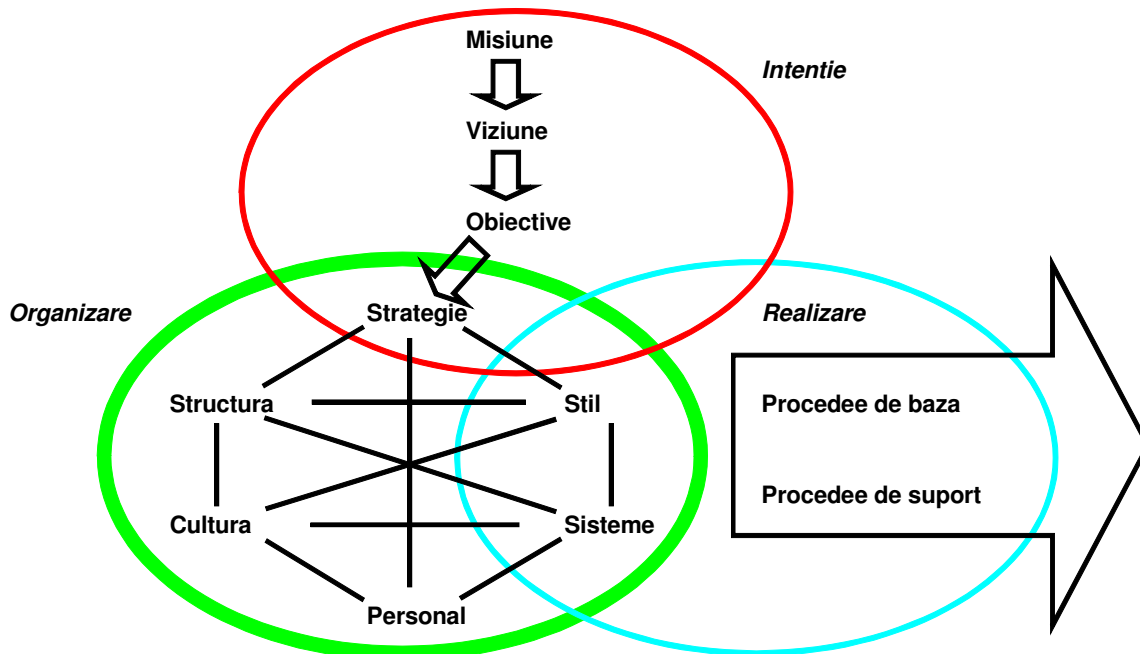 Misiune
Intentie
Viziune
Obiective
Organizare
Strategie
Realizare
Structura
Stil
Procedee de baza
Cultura
Sisteme
Procedee de suport
Personal